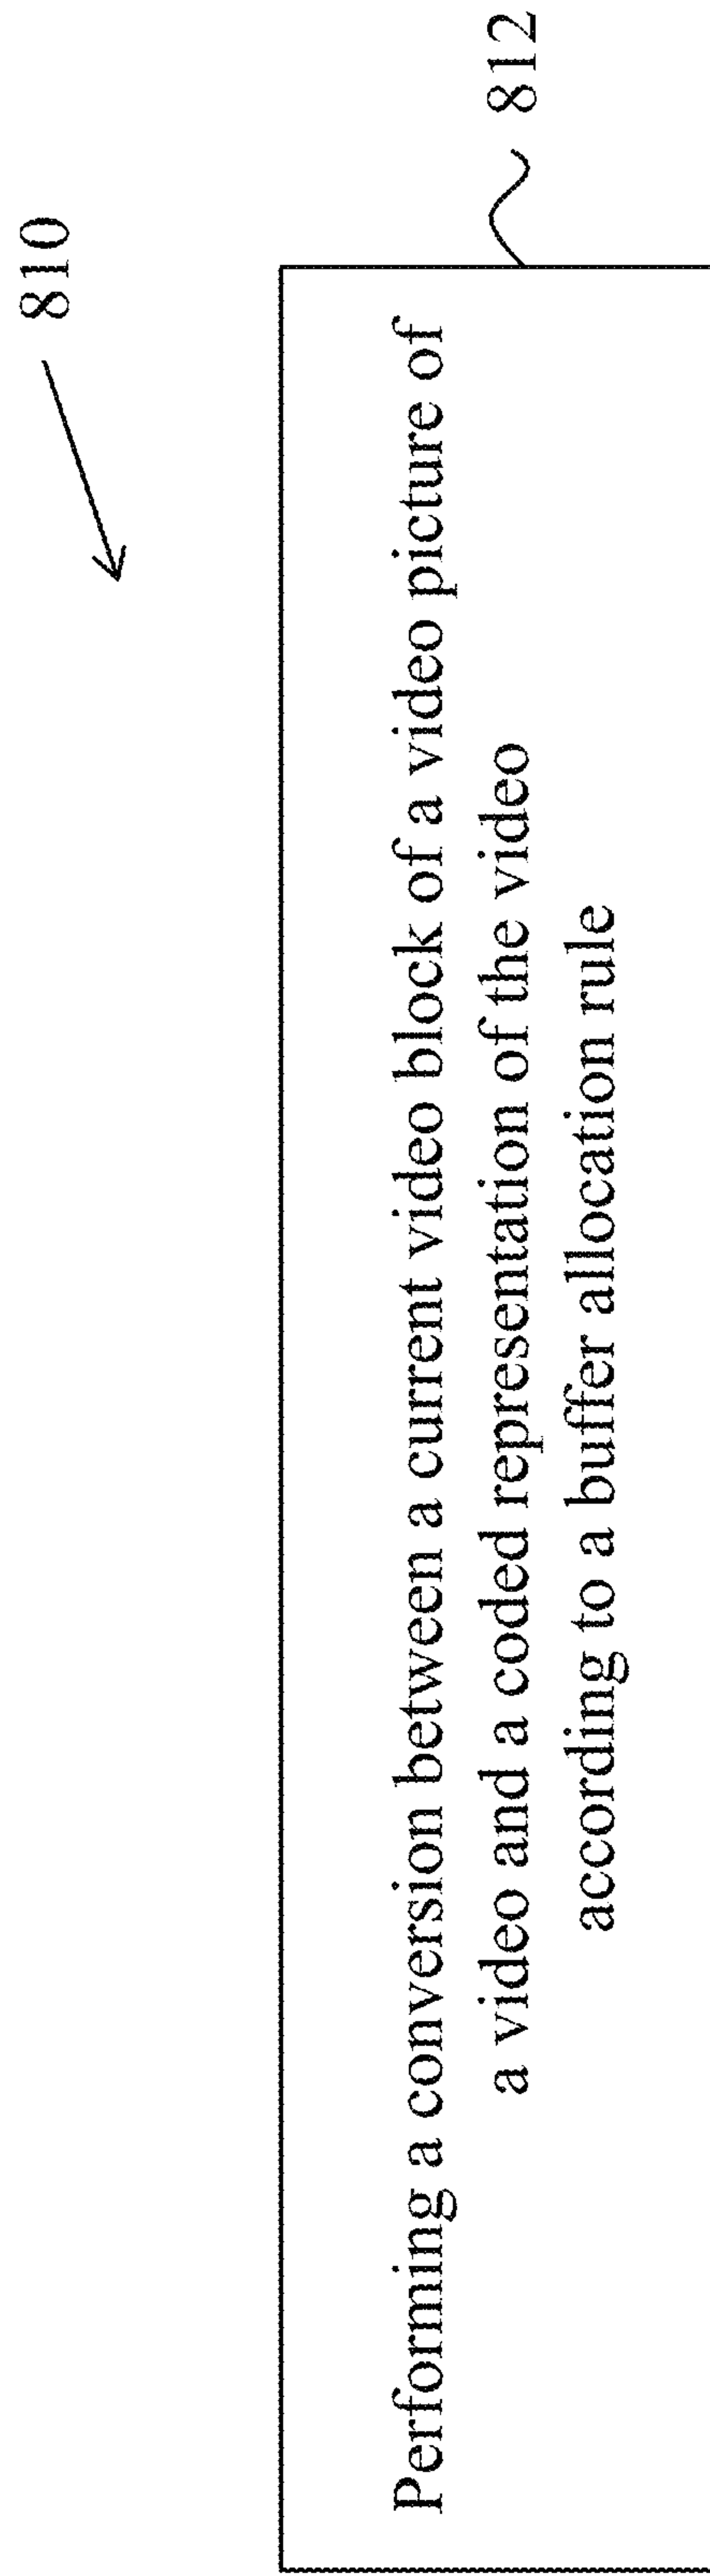 810
812
Performing a conversion between a current video block of a video picture of
a video and a coded representation of the video
according to a buffer allocation rule